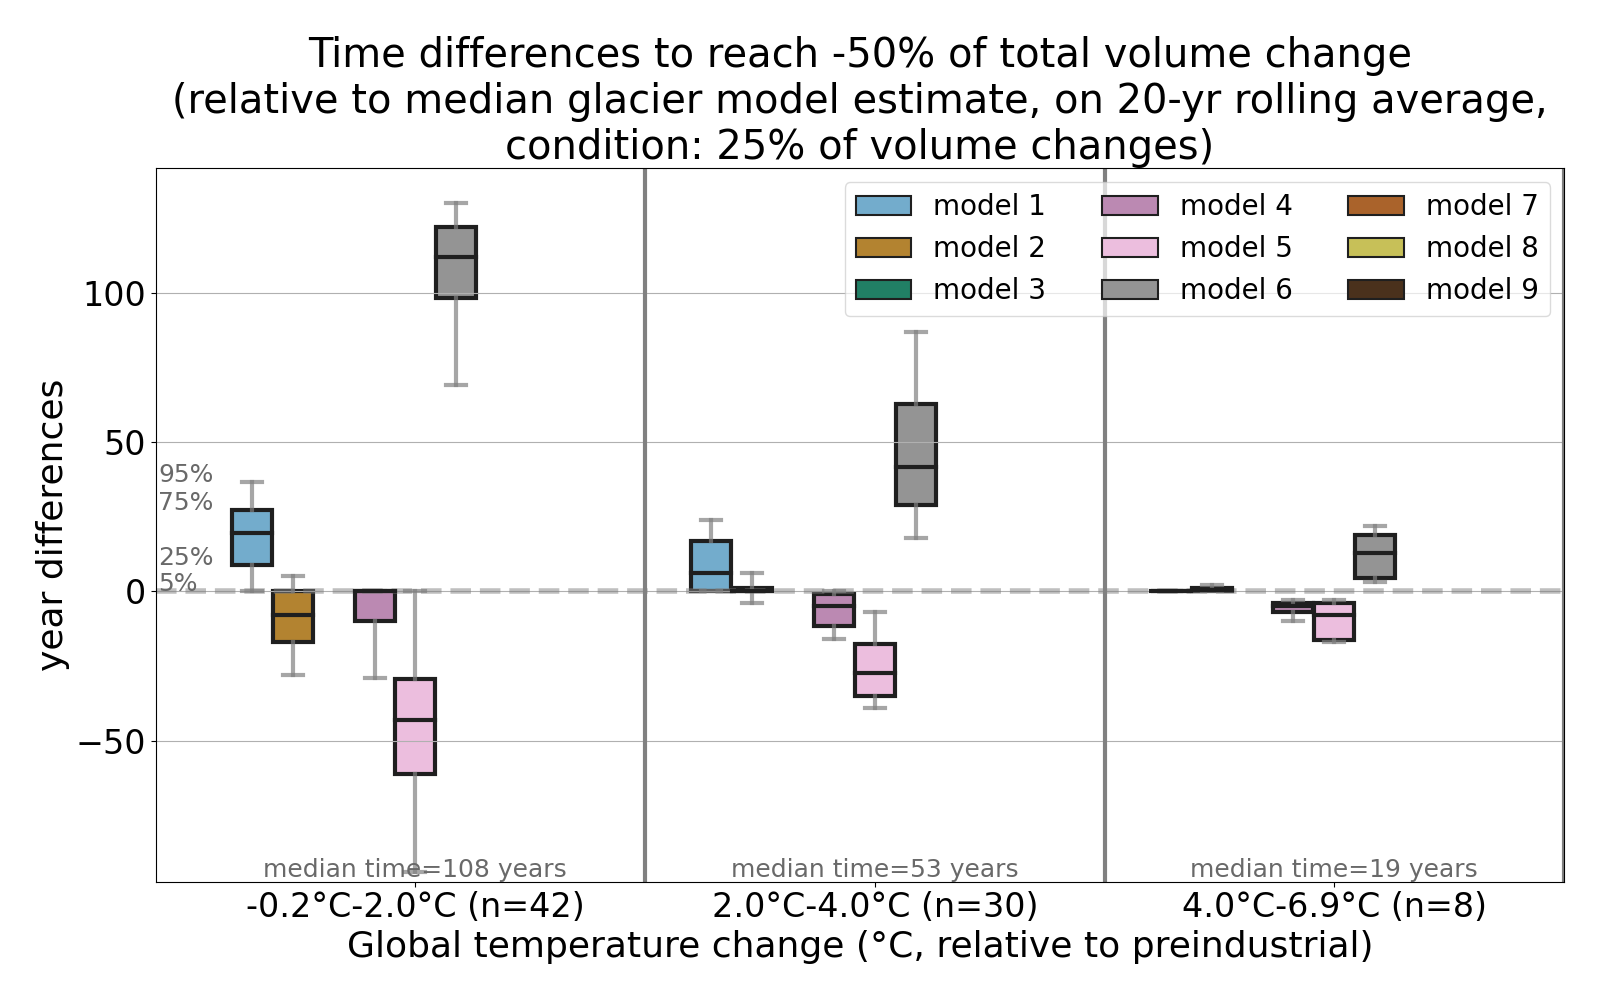 Time differences to reach -50% of total volume change
(relative to median glacier model estimate, on 20-yr rolling average,
condition: 25% of volume changes)
model 1
model 2
model 3
model 4
model 5
model 6
model 7
model 8
model 9
year differences
100
50
0
−50
95%
75%
25%
5%
median time=108 years
median time=53 years
median time=19 years
-0.2°C-2.0°C (n=42)
2.0°C-4.0°C (n=30)
4.0°C-6.9°C (n=8)
Global temperature change (°C, relative to preindustrial)